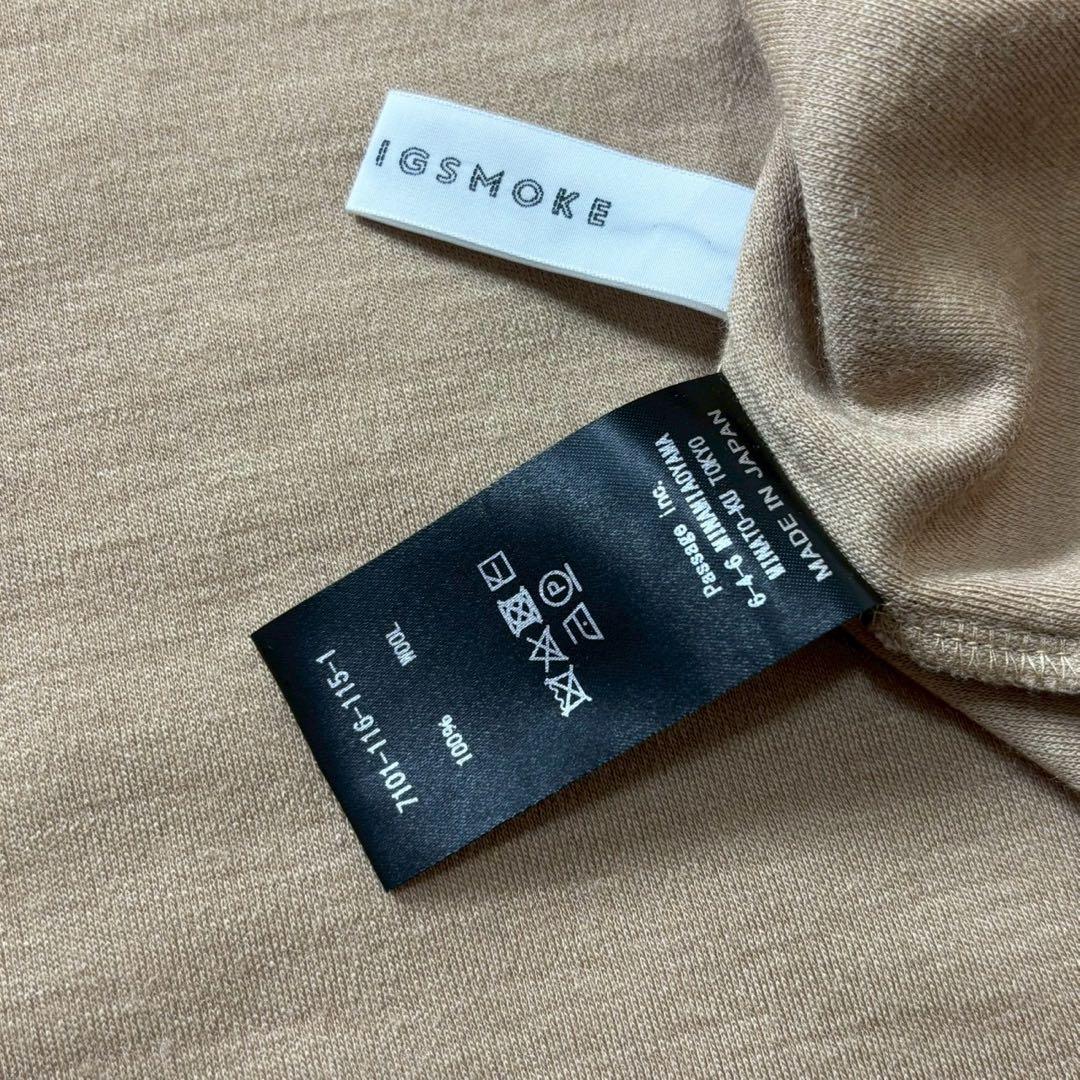 IGSMOKE
7101-116-115-1
WOOL 100%
P
Passage inc.
6-4-6 MINAMIAOYAMA
MINATO-KU TOKYO
MADE IN JAPAN